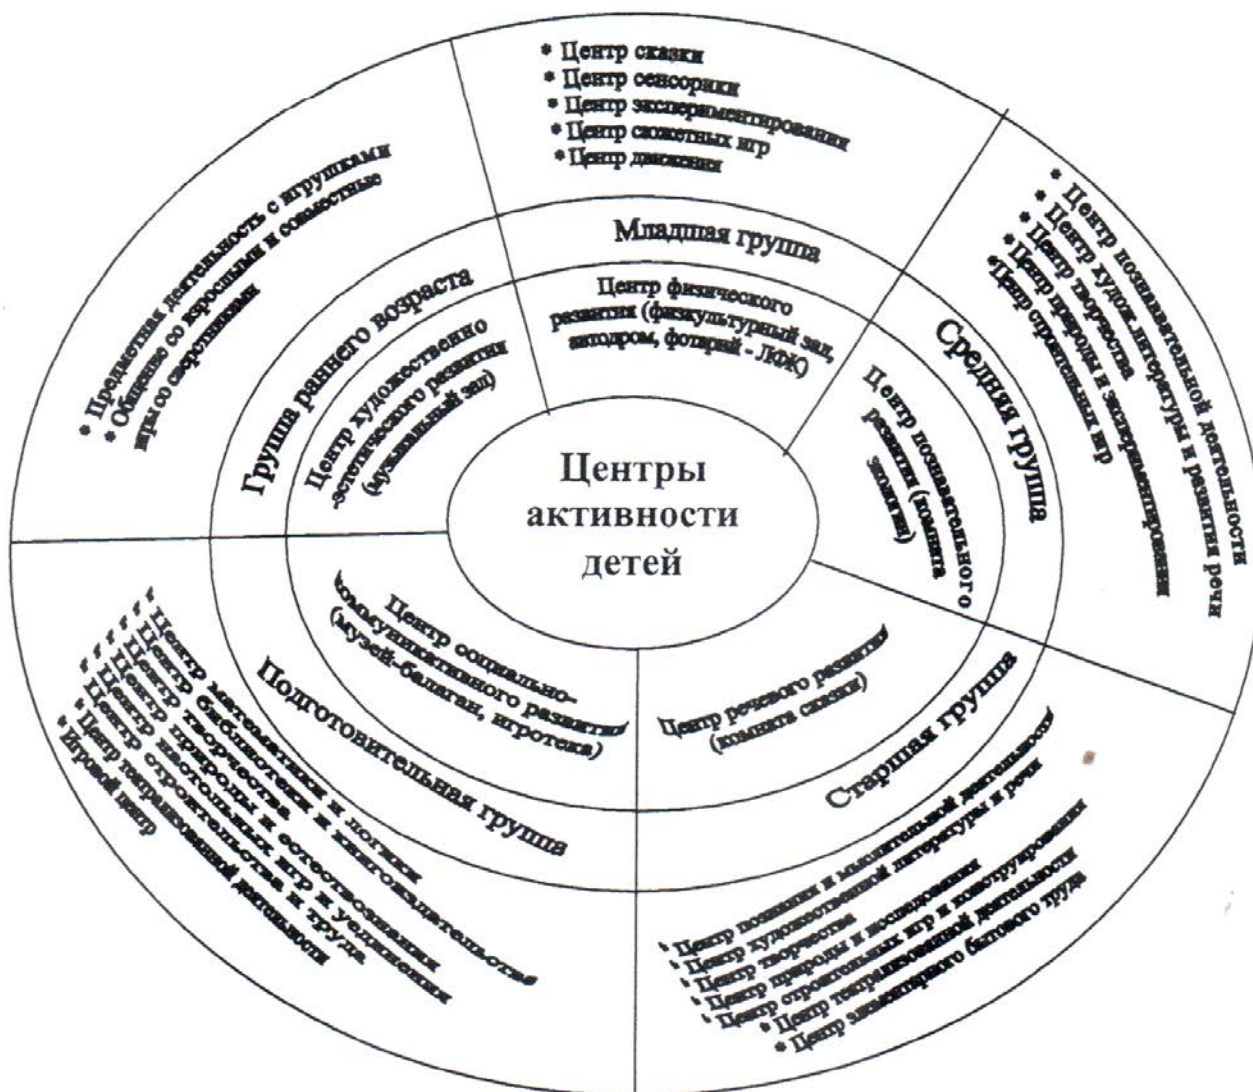 Центры
активности
детей
Центр художественно
-эстетического развития
(музыкальный зал)
Группа раннего возраста
* Предметная деятельность с игрушками
* Общение со взрослыми и совместные
игры со сверстниками
Центр физического
развития (физкультурный зал,
автодром, фотарий - ЛФК)
Младшая группа
* Центр сказки
* Центр сенсорики
* Центр экспериментирования
* Центр сюжетных игр
* Центр движения
Центр познавательного
развития (комната
экологии)
Средняя группа
* Центр познавательной деятельности
* Центр худож.литературы и развития речи
* Центр творчества
* Центр природы и экспериментирования
*Центр строительных игр
Центр речевого развития
(комната сказки)
Старшая группа
* Центр познания и мыслительной деятельности
* Центр художественной литературы и речи
* Центр творчества
* Центр природы и исследования
* Центр строительных игр и конструирования
* Центр театрализованной деятельности
* Центр элементарного бытового труда
Центр социально-
коммуникативного развития
(музей-балаган, игротека)
Подготовительная группа
* Центр математики и логики
* Центр библиотеки и книгоиздательства
* Центр творчества
* Центр природы и естествознания
* Центр настольных игр и уединения
* Центр строительства и труда
* Центр театрализованной деятельности
* Игровой центр